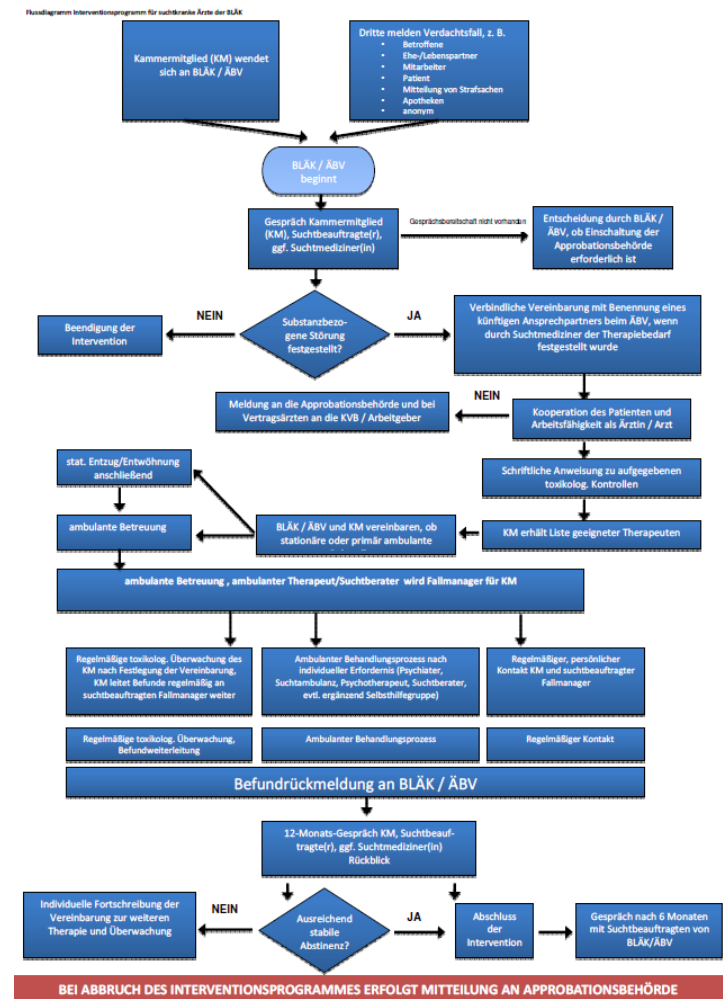 Flussdiagramm Interventionsprogramm für suchtkranke Ärzte der BLÄK
Kammermitglied (KM) wendet
sich an BLÄK / ÄBV
Dritte melden Verdachtsfall, z. B.
• Betroffene
• Ehe-/Lebenspartner
• Mitarbeiter
• Patient
• Mitteilung von Strafsachen
• Apotheken
• anonym
BLÄK / ÄBV
beginnt
Gespräch Kammermitglied
(KM), Suchtbeauftragte(r),
ggf. Suchtmediziner(in)
Gesprächsbereitschaft nicht vorhanden
Entscheidung durch BLÄK /
ÄBV, ob Einschaltung der
Approbationsbehörde
erforderlich ist
Substanzbezo-
gene Störung
festgestellt?
NEIN
Beendigung der
Intervention
JA
Verbindliche Vereinbarung mit Benennung eines
künftigen Ansprechpartners beim ÄBV, wenn
durch Suchtmediziner der Therapiebedarf
festgestellt wurde
Kooperation des Patienten und
Arbeitsfähigkeit als Ärztin / Arzt
NEIN
Meldung an die Approbationsbehörde und bei
Vertragsärzten an die KVB / Arbeitgeber
Schriftliche Anweisung zu aufgegebenen
toxikolog. Kontrollen
KM erhält Liste geeigneter Therapeuten
BLÄK / ÄBV und KM vereinbaren, ob
stationäre oder primär ambulante
stat. Entzug/Entwöhnung
anschließend
ambulante Betreuung
ambulante Betreuung , ambulanter Therapeut/Suchtberater wird Fallmanager für KM
Regelmäßige toxikolog. Überwachung des
KM nach Festlegung der Vereinbarung,
KM leitet Befunde regelmäßig an
suchtbeauftragten Fallmanager weiter
Ambulanter Behandlungsprozess nach
individueller Erfordernis (Psychiater,
Suchtambulanz, Psychotherapeut, Suchtberater,
evtl. ergänzend Selbsthilfegruppe)
Regelmäßiger, persönlicher
Kontakt KM und suchtbeauftragter
Fallmanager
Regelmäßige toxikolog. Überwachung,
Befundweiterleitung
Ambulanter Behandlungsprozess
Regelmäßiger Kontakt
Befundrückmeldung an BLÄK / ÄBV
12-Monats-Gespräch KM, Suchtbeauf-
tragte(r), ggf. Suchtmediziner(in)
Rückblick
Ausreichend
stabile
Abstinenz?
NEIN
Individuelle Fortschreibung der
Vereinbarung zur weiteren
Therapie und Überwachung
JA
Abschluss
der
Intervention
Gespräch nach 6 Monaten
mit Suchtbeauftragten von
BLÄK/ÄBV
BEI ABBRUCH DES INTERVENTIONSPROGRAMMES ERFOLGT MITTEILUNG AN APPROBATIONSBEHÖRDE